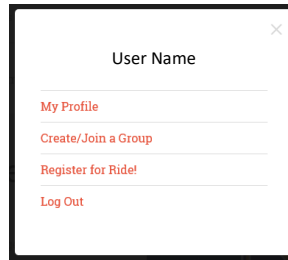 User Name
My Profile
Create/Join a Group
Register for Ride!
Log Out